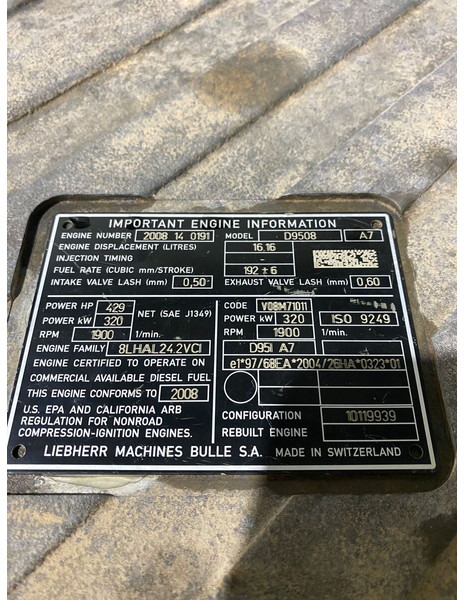 IMPORTANT ENGINE INFORMATION
ENGINE NUMBER 2008 14 0191 MODEL D9508 A7
ENGINE DISPLACEMENT (LITRES) 16.16
INJECTION TIMING -
FUEL RATE (CUBIC mm/STROKE) 192 ± 6
INTAKE VALVE LASH (mm) 0,50 EXHAUST VALVE LASH (mm) 0,60
POWER HP 429
POWER kW 320 NET (SAE J1349)
RPM 1900 1/min.
ENGINE FAMILY 8LHAL24.2VCI
ENGINE CERTIFIED TO OPERATE ON
COMMERCIAL AVAILABLE DIESEL FUEL
THIS ENGINE CONFORMS TO 2008
U.S. EPA AND CALIFORNIA ARB
REGULATION FOR NONROAD
COMPRESSION-IGNITION ENGINES.
CODE V08M71011
POWER kW 320 ISO 9249
RPM 1900 1/min.
D95I A7
e1*97/68EA*2004/26HA*0323*01
CONFIGURATION 10119939
REBUILT ENGINE
LIEBHERR MACHINES BULLE S.A. MADE IN SWITZERLAND